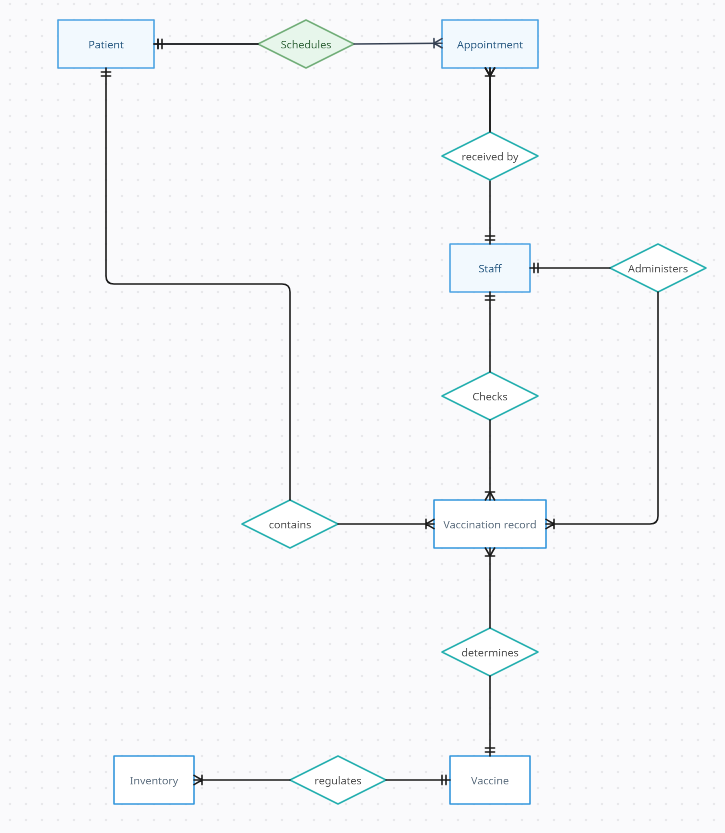 Patient
Schedules
Appointment
received by
Staff
Administers
Checks
contains
Vaccination record
determines
Inventory
regulates
Vaccine